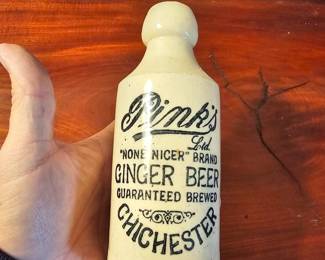 Pink's
Ltd.
"NONE NICER" BRAND
GINGER BEER
GUARANTEED BREWED
CHICHESTER